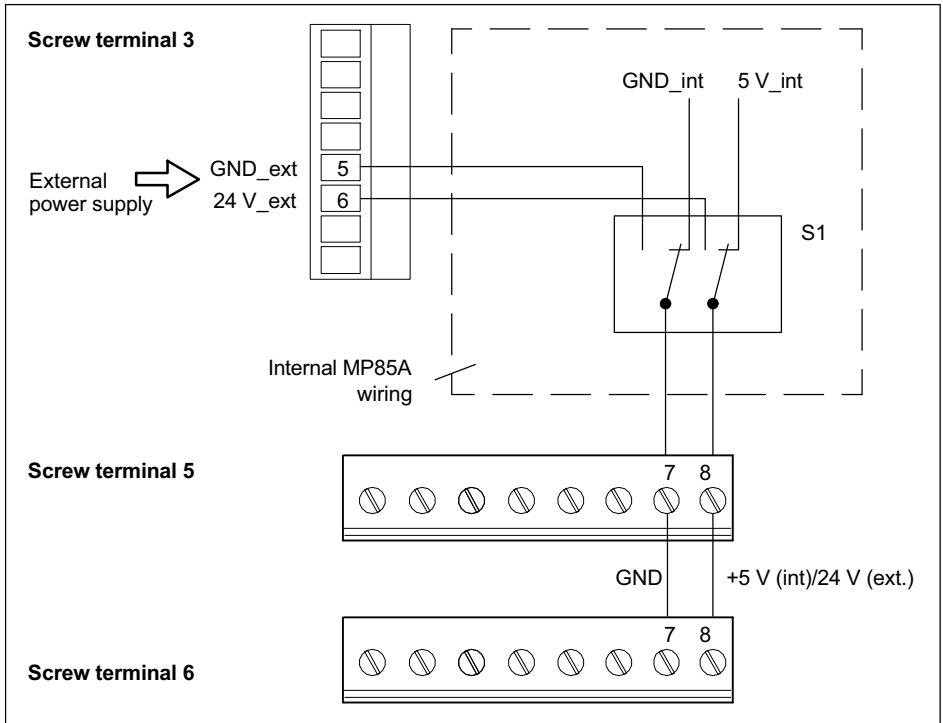 Screw terminal 3
GND_int 5 V_int
External
power supply
GND_ext 5
24 V_ext 6
S1
Internal MP85A
wiring
Screw terminal 5
7 8
GND +5 V (int)/24 V (ext.)
7 8
Screw terminal 6